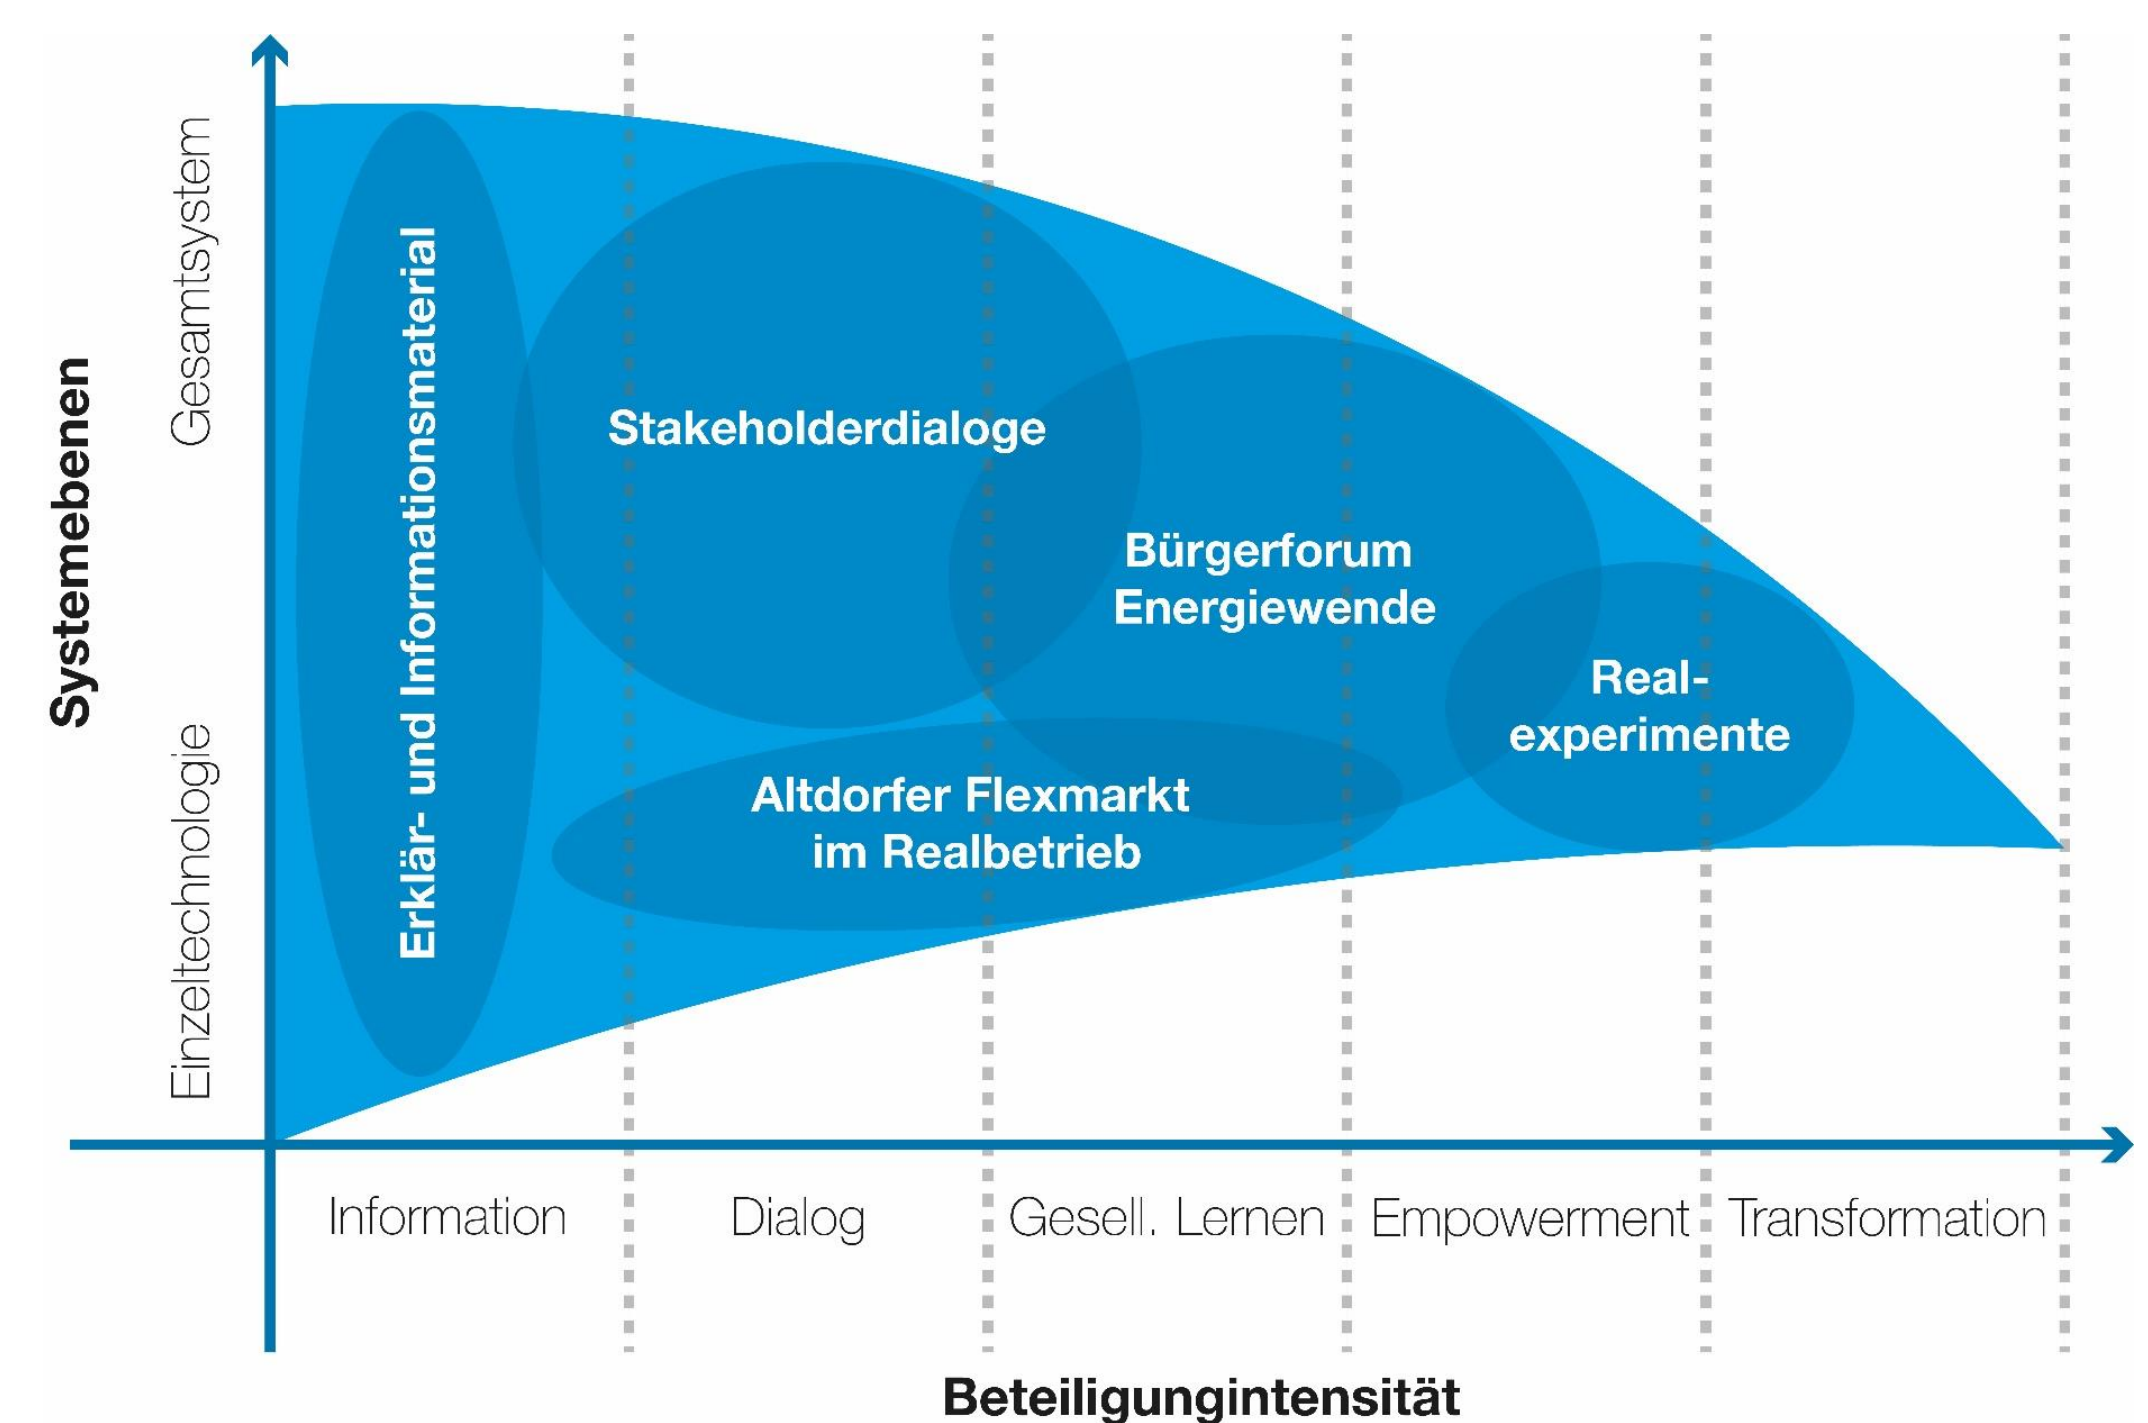 Systemebenen
Gesamtsystem
Einzeltechnologie
Erklär- und Informationsmaterial
Stakeholderdialoge
Bürgerforum
Energiewende
Real-
experimente
Altdorfer Flexmarkt
im Realbetrieb
Information
Dialog
Gesell. Lernen
Empowerment
Transformation
Beteiligungintensität